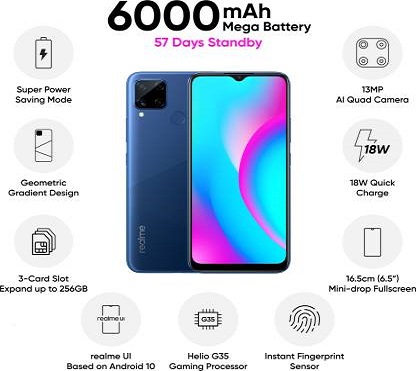 6000 mAh
Mega Battery
57 Days Standby
Super Power
Saving Mode
13MP
AI Quad Camera
Geometric
Gradient Design
18W
18W Quick
Charge
realme
3-Card Slot
Expand up to 256GB
16.5cm (6.5")
Mini-drop Fullscreen
realme UI
realme UI
Based on Android 10
G35
Helio G35
Gaming Processor
Instant Fingerprint
Sensor